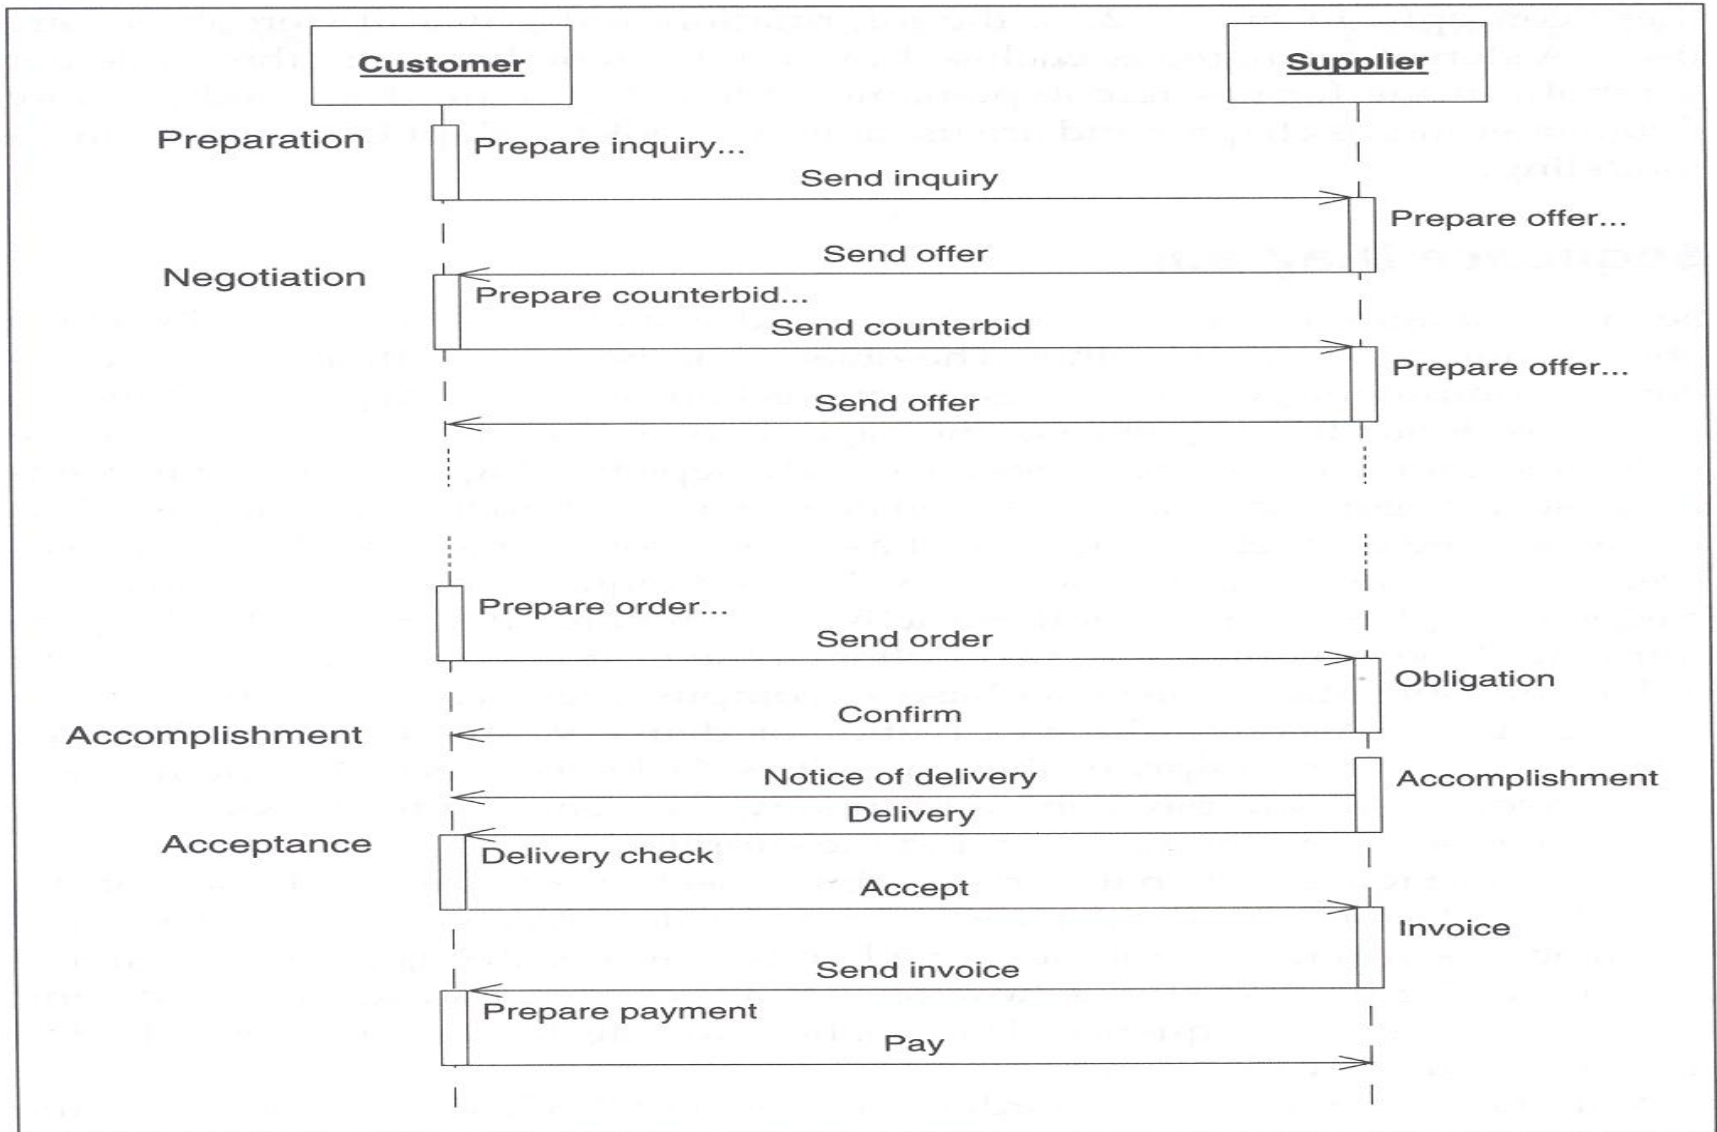 Customer
Supplier
Preparation
Prepare inquiry...
Send inquiry
Prepare offer...
Send offer
Negotiation
Prepare counterbid...
Send counterbid
Prepare offer...
Send offer
Prepare order...
Send order
Obligation
Confirm
Accomplishment
Notice of delivery
Accomplishment
Delivery
Acceptance
Delivery check
Accept
Invoice
Send invoice
Prepare payment
Pay